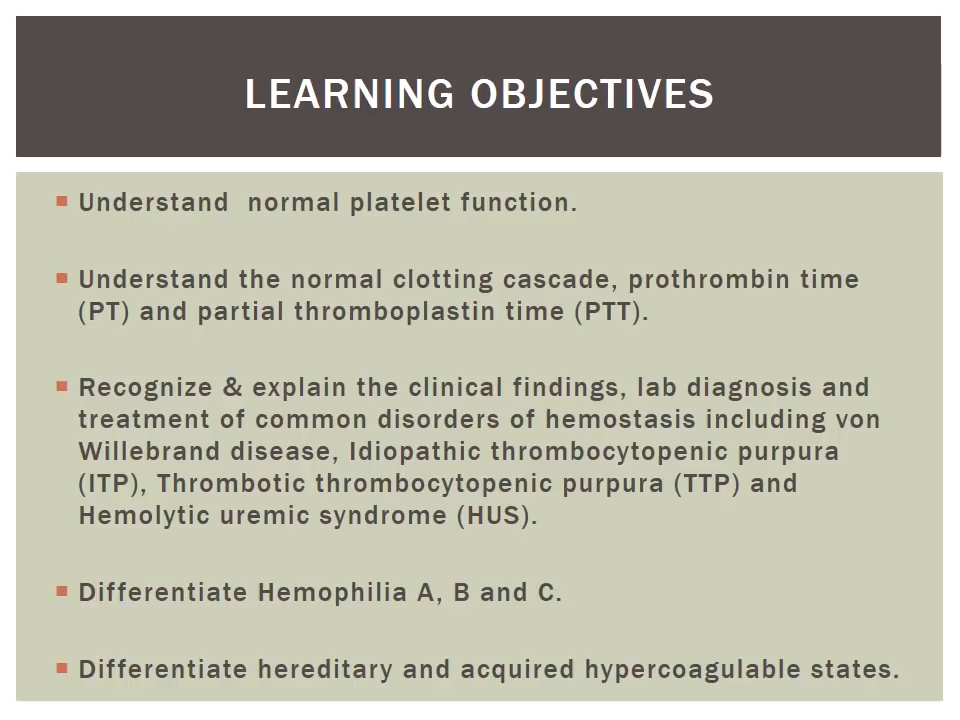 LEARNING OBJECTIVES
Understand normal platelet function.
Understand the normal clotting cascade, prothrombin time
(PT) and partial thromboplastin time (PTT).
Recognize & explain the clinical findings, lab diagnosis and
treatment of common disorders of hemostasis including von
Willebrand disease, Idiopathic thrombocytopenic purpura
(ITP), Thrombotic thrombocytopenic purpura (TTP) and
Hemolytic uremic syndrome (HUS).
Differentiate Hemophilia A, B and C.
Differentiate hereditary and acquired hypercoagulable states.